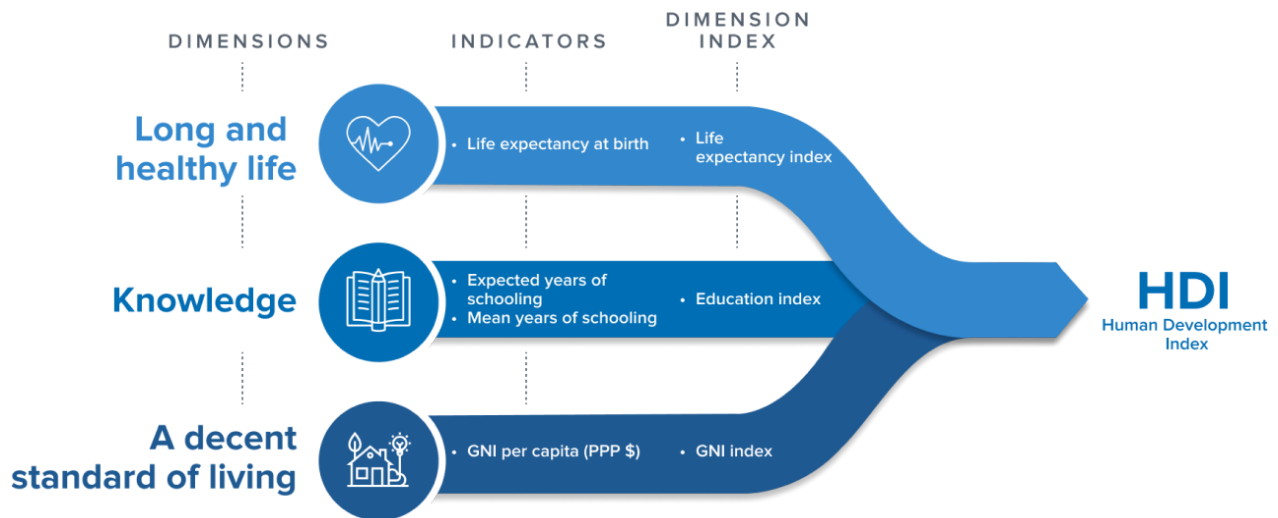 DIMENSIONS
INDICATORS
DIMENSION
INDEX
Long and
healthy life
• Life expectancy at birth
• Life
expectancy index
Knowledge
• Expected years of
schooling
• Mean years of schooling
• Education index
A decent
standard of living
• GNI per capita (PPP $)
• GNI index
HDI
Human Development
Index